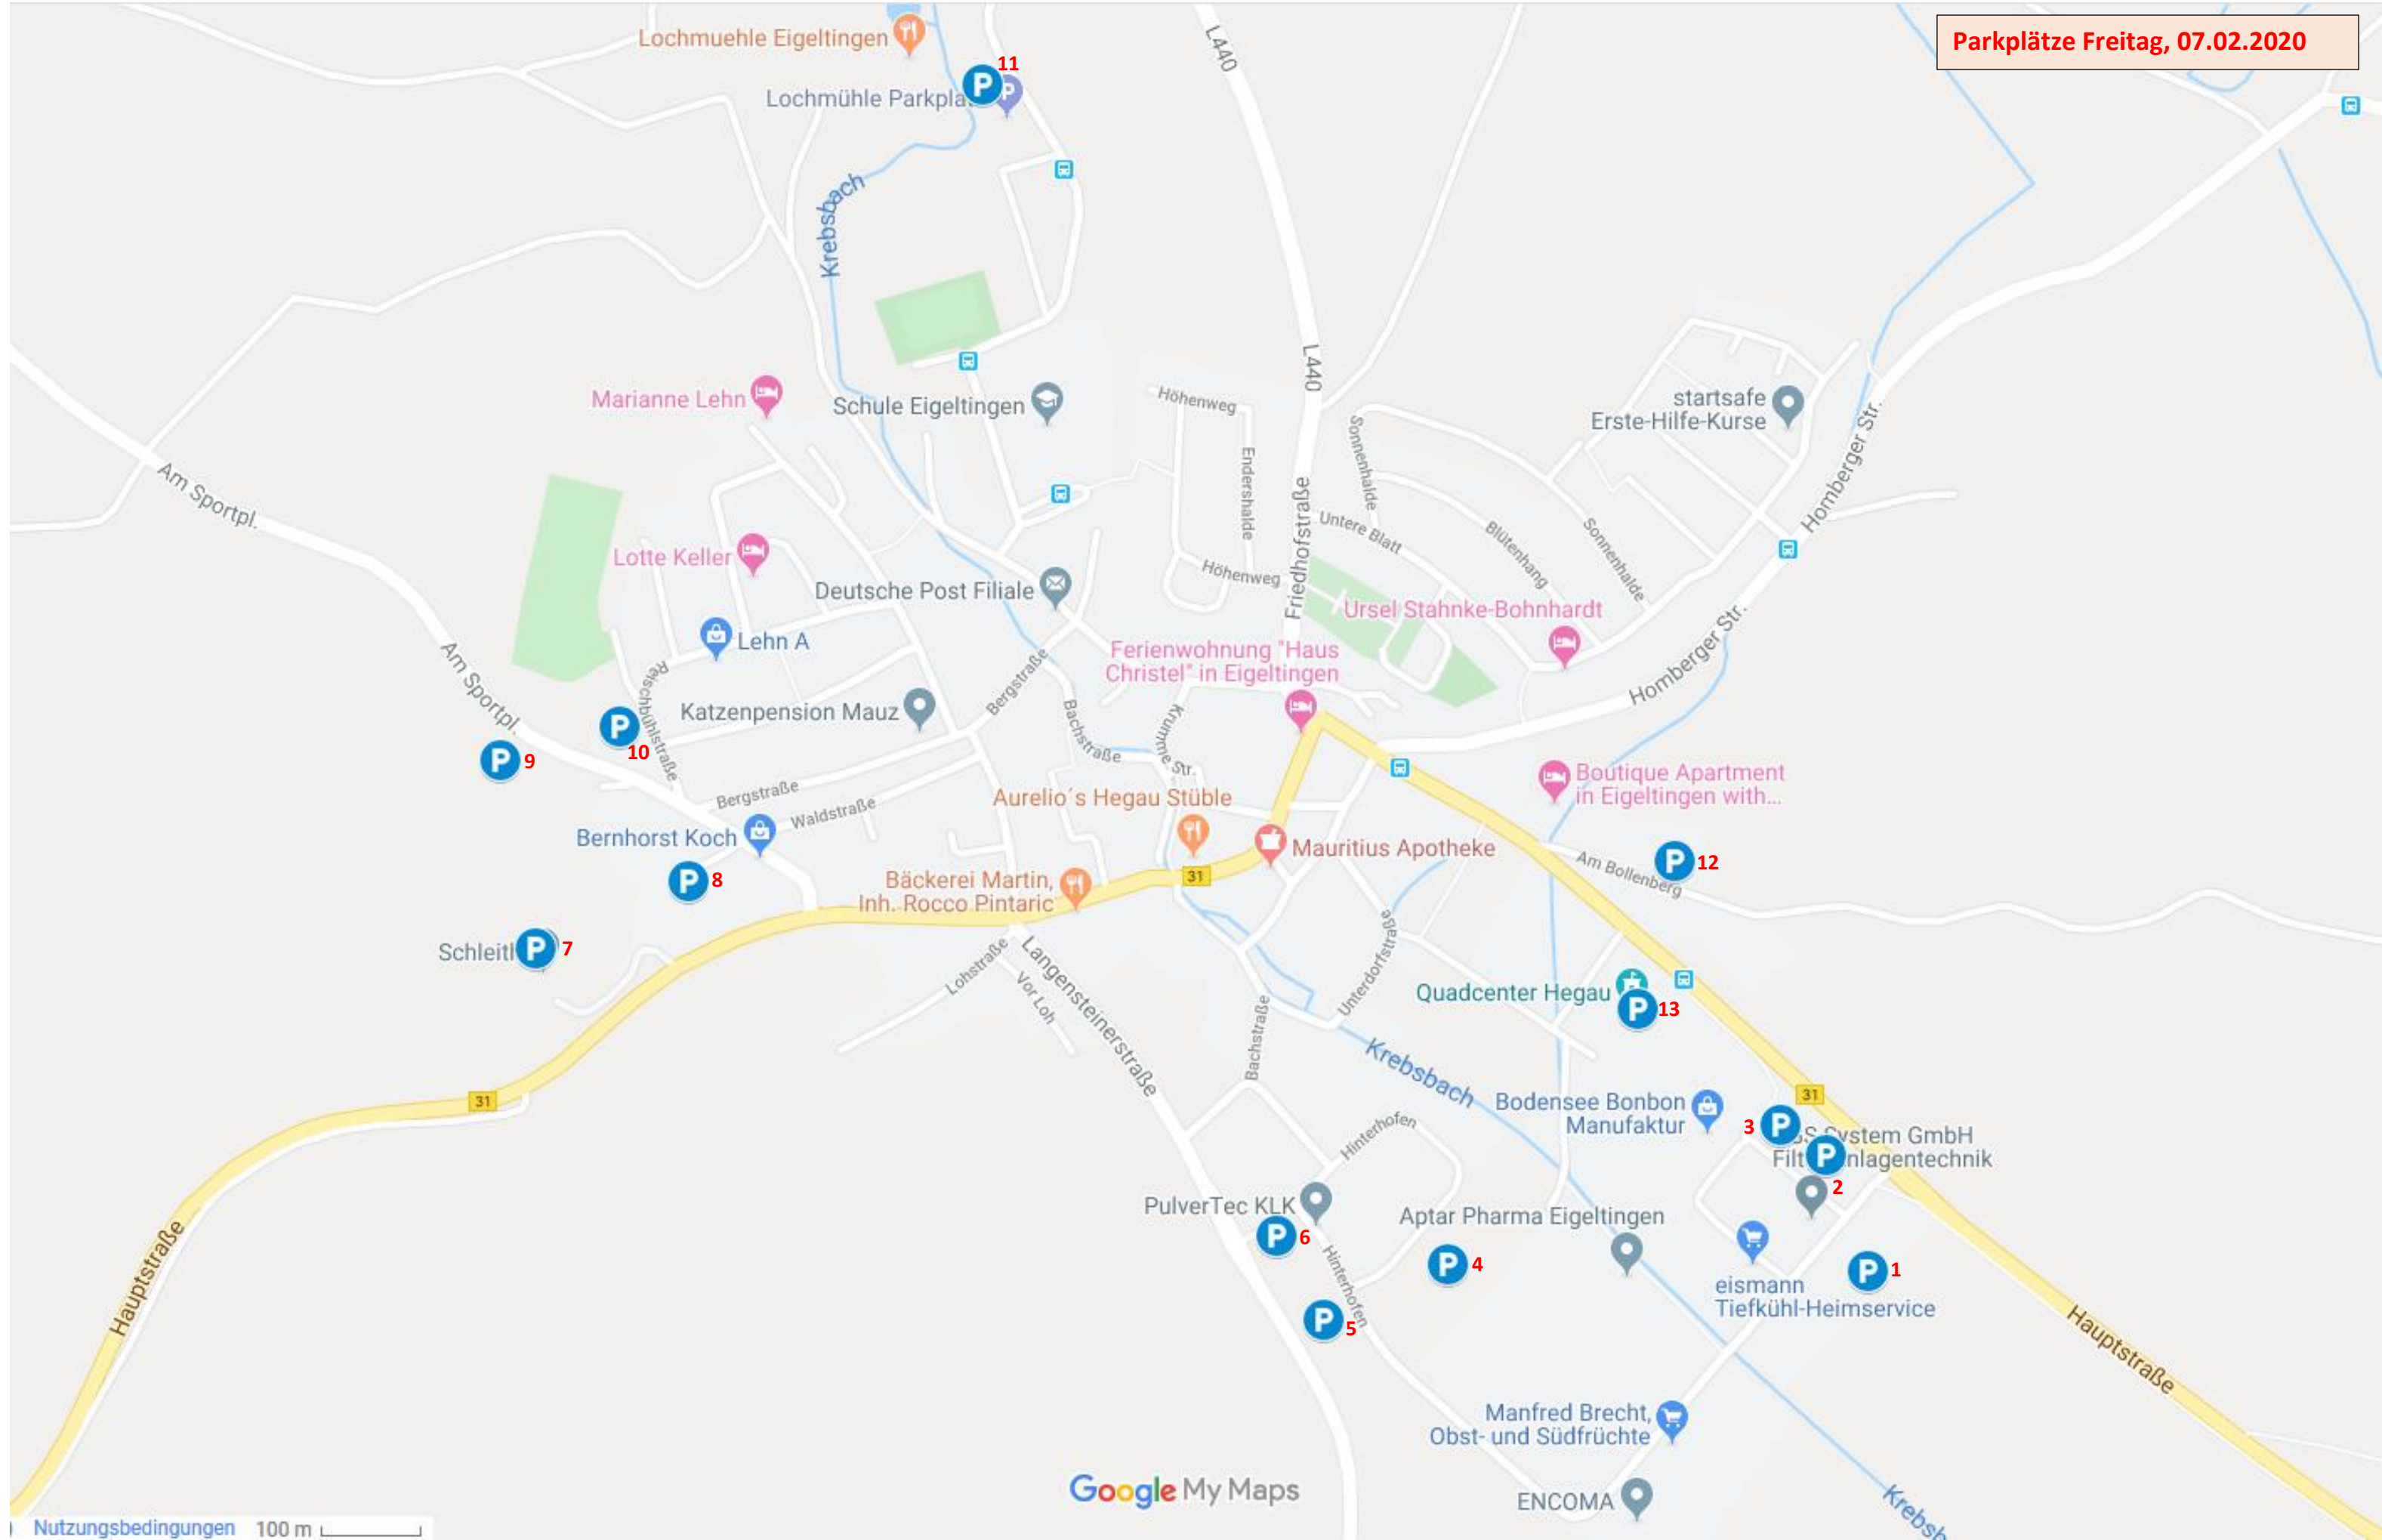 Parkplätze Freitag, 07.02.2020
Lochmuehle Eigeltingen
11
Lochmühle
L440
Krebsbach
L440
Marianne Lehn
Schule Eigeltingen
Höhenweg
startsafe
Erste-Hilfe-Kurse
Homberger Str.
Am Sportpl.
Endershalde
Sonnenhalde
Friedhofstraße
Untere Blatt
Blütenhang
Sonnenhalde
Lotte Keller
Deutsche Post Filiale
Höhenweg
Ursel Stahnke-Bohnhardt
Lehn A
Ferienwohnung "Haus
Christel" in Eigeltingen
Homberger Str.
Am Sportpl.
Reischbühlstraße
Katzenpension Mauz
Bergstraße
Bachstraße
Krumme Str.
10
9
Bergstraße
Waldstraße
Aurelio´s Hegau Stüble
Boutique Apartment
in Eigeltingen with...
Bernhorst Koch
Mauritius Apotheke
12
Am Bollenberg
8
Bäckerei Martin,
Inh. Rocco Pintaric
31
7
Lohstraße
Vor Loh
Langensteinerstraße
Unterdorfstraße
Quadcenter Hegau
13
Bachstraße
Krebsbach
31
Bodensee Bonbon
Manufaktur
31
3
System GmbH
nlagentechnik
2
Hinterhofen
PulverTec KLK
6
Aptar Pharma Eigeltingen
4
Hinterhofen
5
1
eismann
Tiefkühl-Heimservice
Hauptstraße
Hauptstraße
Manfred Brecht,
Obst- und Südfrüchte
ENCOMA
Krebsb
Google My Maps
Nutzungsbedingungen 100 m